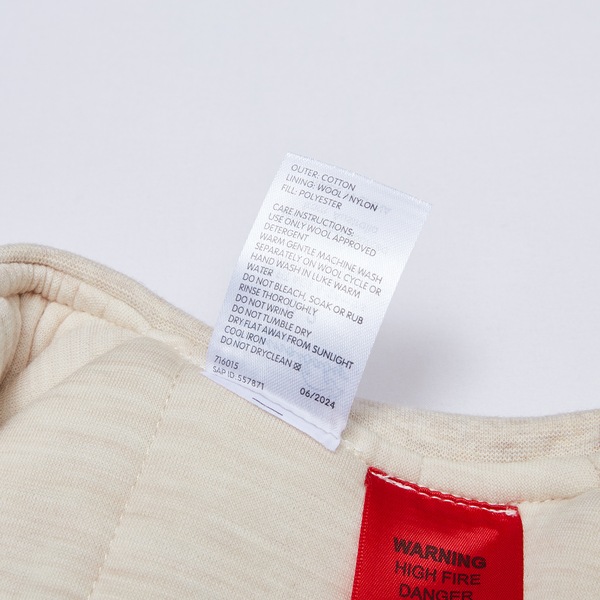 OUTER: COTTON
LINING: WOOL / NYLON
FILL: POLYESTER
CARE INSTRUCTIONS:
USE ONLY WOOL APPROVED
DETERGENT
WARM GENTLE MACHINE WASH
SEPARATELY ON WOOL CYCLE OR
HAND WASH IN LUKE WARM
WATER
DO NOT BLEACH, SOAK OR RUB
RINSE THOROUGHLY
DO NOT WRING
DO NOT TUMBLE DRY
DRY FLAT AWAY FROM SUNLIGHT
COOL IRON
DO NOT DRYCLEAN
716015
SAP ID: 557871
06/2024
WARNING
HIGH FIRE
DANGER